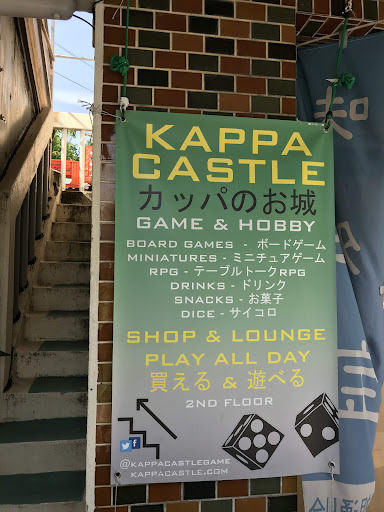 KAPPA
CASTLE
カッパのお城
GAME & HOBBY
BOARD GAMES - ボードゲーム
MINIATURES - ミニチュアゲーム
RPG - テーブルトークRPG
DRINKS - ドリンク
SNACKS - お菓子
DICE - サイコロ
SHOP & LOUNGE
PLAY ALL DAY
買える & 遊べる
2ND FLOOR
@KAPPACASTLEGAME
KAPPACASTLE.COM
知